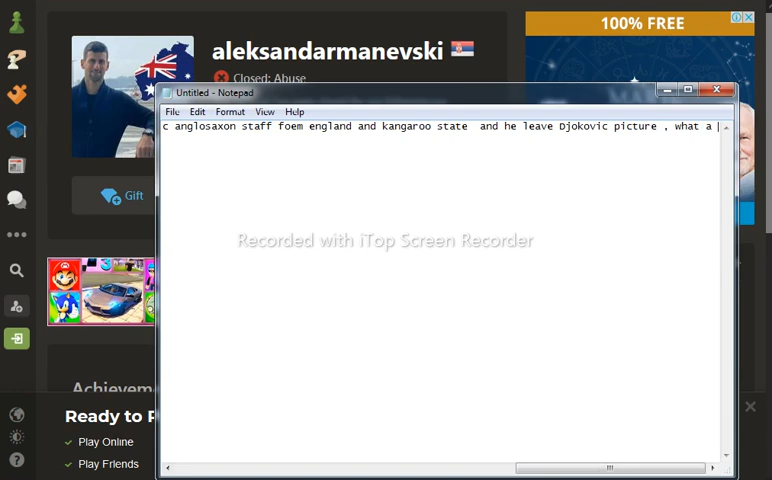 100% FREE
aleksandarmanevski
Closed: Abuse
Untitled - Notepad
File Edit Format View Help
c anglosaxon staff foem england and kangaroo state  and he leave Djokovic picture , what a
Gift
Recorded with iTop Screen Recorder
3
Achievem
Ready to P
Play Online
Play Friends